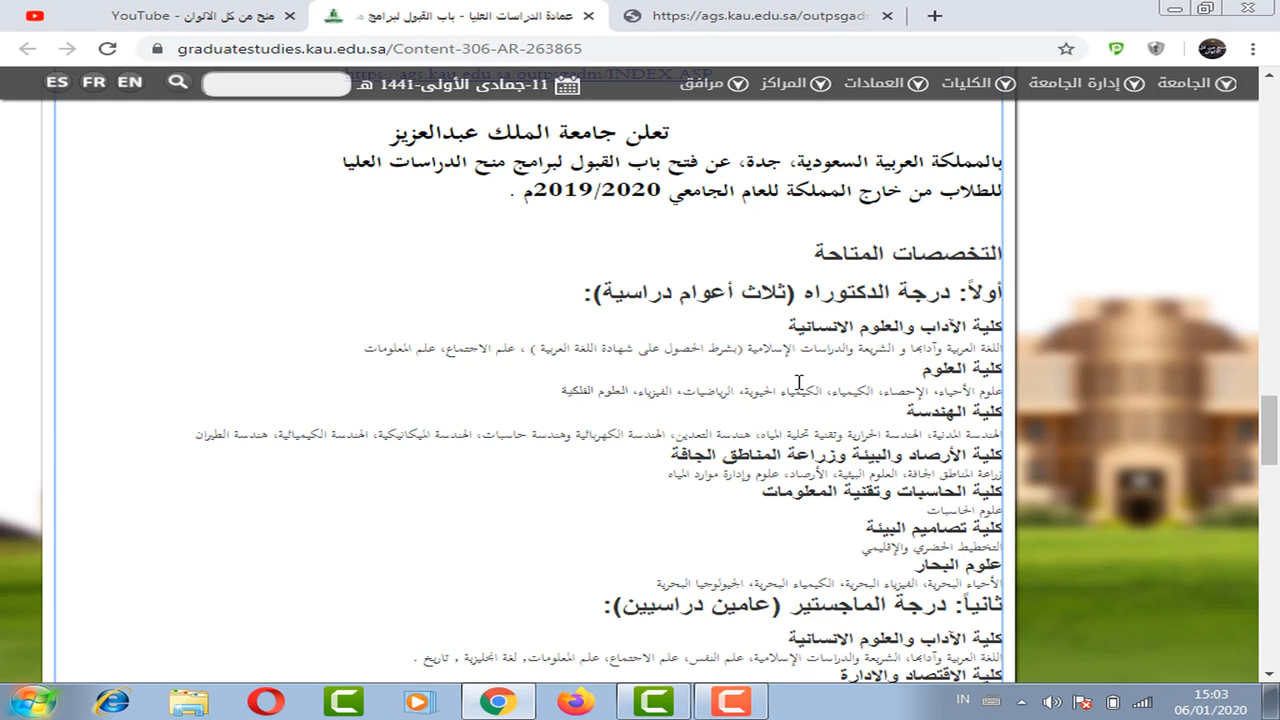 منح من كل الالوان - YouTube
عمادة الدراسات العليا - باب القبول لبرامج
https://ags.kau.edu.sa/outpsgadm
graduatestudies.kau.edu.sa/Content-306-AR-263865
https://ags.kau.edu.sa/outpsgadm/INDEX.ASP
الجامعة إدارة الجامعة الكليات العمادات المراكز مرافق 11-جمادى الأولى-1441 هـ EN FR ES
تعلن جامعة الملك عبدالعزيز
بالمملكة العربية السعودية، جدة، عن فتح باب القبول لبرامج منح الدراسات العليا
للطلاب من خارج المملكة للعام الجامعي 2019/2020م .
التخصصات المتاحة
أولاً: درجة الدكتوراه (ثلاث أعوام دراسية):
كلية الآداب والعلوم الانسانية
اللغة العربية وآدابها و الشريعة والدراسات الإسلامية (بشرط الحصول على شهادة اللغة العربية ) ، علم الاجتماع، علم المعلومات
كلية العلوم
علوم الأحياء، الإحصاء، الكيمياء، الكيمياء الحيوية، الرياضيات، الفيزياء، العلوم الفلكية
كلية الهندسة
الهندسة المدنية، الهندسة الحرارية وتقنية تحلية المياه، هندسة التعدين، الهندسة الكهربائية وهندسة حاسبات، الهندسة الميكانيكية، الهندسة الكيميائية، هندسة الطيران
كلية الأرصاد والبيئة وزراعة المناطق الجافة
زراعة المناطق الجافة، العلوم البيئية، الأرصاد، علوم وإدارة موارد المياه
كلية الحاسبات وتقنية المعلومات
علوم الحاسبات
كلية تصاميم البيئة
التخطيط الحضري والإقليمي
علوم البحار
الأحياء البحرية، الفيزياء البحرية، الكيمياء البحرية، الجيولوجيا البحرية
ثانياً: درجة الماجستير (عامين دراسيين):
كلية الآداب والعلوم الانسانية
اللغة العربية وآدابها، الشريعة والدراسات الإسلامية، علم النفس، علم الاجتماع، علم المعلومات, لغة انجليزية , تاريخ .
كلية الاقتصاد والادارة
IN
15:03
06/01/2020